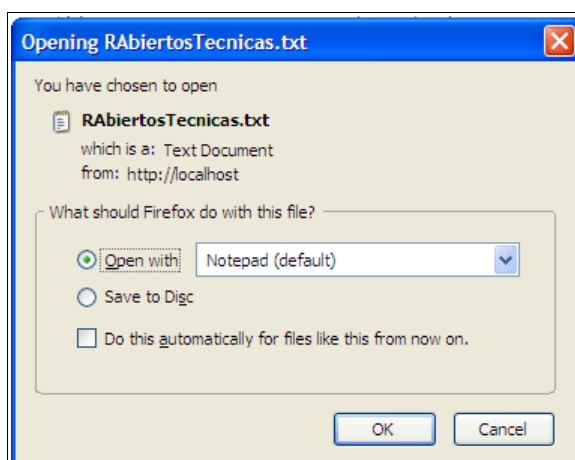 Opening RAbiertosTecnicas.txt
You have chosen to open
RAbiertosTecnicas.txt
which is a: Text Document
from: http://localhost
What should Firefox do with this file?
Open with Notepad (default)
Save to Disc
Do this automatically for files like this from now on.
OK Cancel